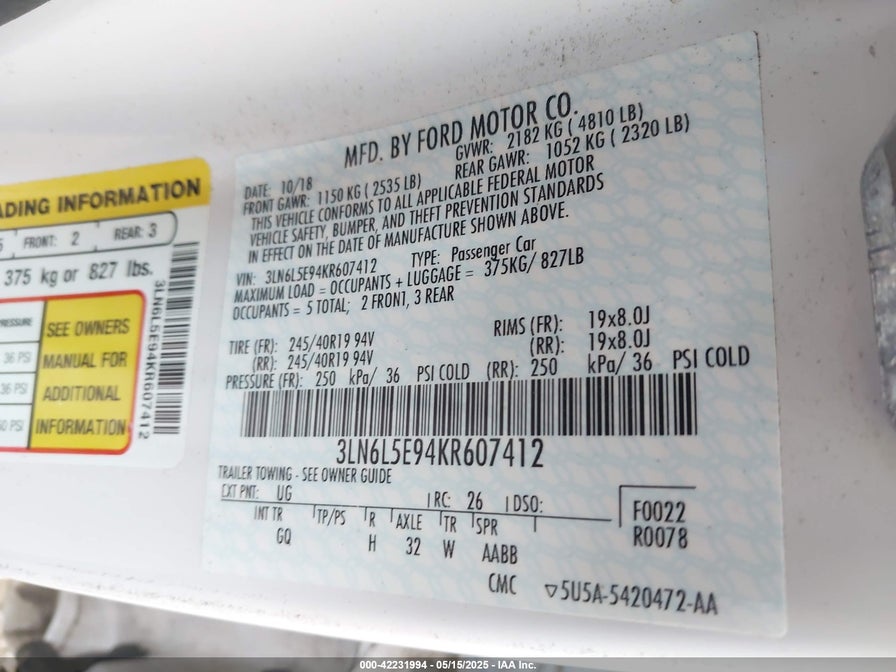 ADING INFORMATION
FRONT: 2 REAR: 3
375 kg or 827 lbs.
PRESSURE
SEE OWNERS
36 PSI
MANUAL FOR
36 PSI
ADDITIONAL
60 PSI
INFORMATION
3LN6L5E94KR607412
MFD. BY FORD MOTOR CO.
DATE: 10/18 GVWR: 2182 KG ( 4810 LB)
FRONT GAWR: 1150 KG ( 2535 LB) REAR GAWR: 1052 KG ( 2320 LB)
THIS VEHICLE CONFORMS TO ALL APPLICABLE FEDERAL MOTOR
VEHICLE SAFETY, BUMPER, AND THEFT PREVENTION STANDARDS
IN EFFECT ON THE DATE OF MANUFACTURE SHOWN ABOVE.
VIN: 3LN6L5E94KR607412 TYPE: Passenger Car
MAXIMUM LOAD = OCCUPANTS + LUGGAGE = 375KG/ 827LB
OCCUPANTS = 5 TOTAL; 2 FRONT, 3 REAR
TIRE (FR): 245/40R19 94V RIMS (FR): 19x8.0J
(RR): 245/40R19 94V (RR): 19x8.0J
PRESSURE (FR): 250 kPa/ 36 PSI COLD (RR): 250 kPa/ 36 PSI COLD
3LN6L5E94KR607412
TRAILER TOWING - SEE OWNER GUIDE
EXT PNT: UG RC: 26 DSO:
F0022
INT TR TP/PS R AXLE TR SPR
R0078
GQ H 32 W AABB
CMC ▽5U5A-5420472-AA
000-42231994 - 05/15/2025 - IAA Inc.